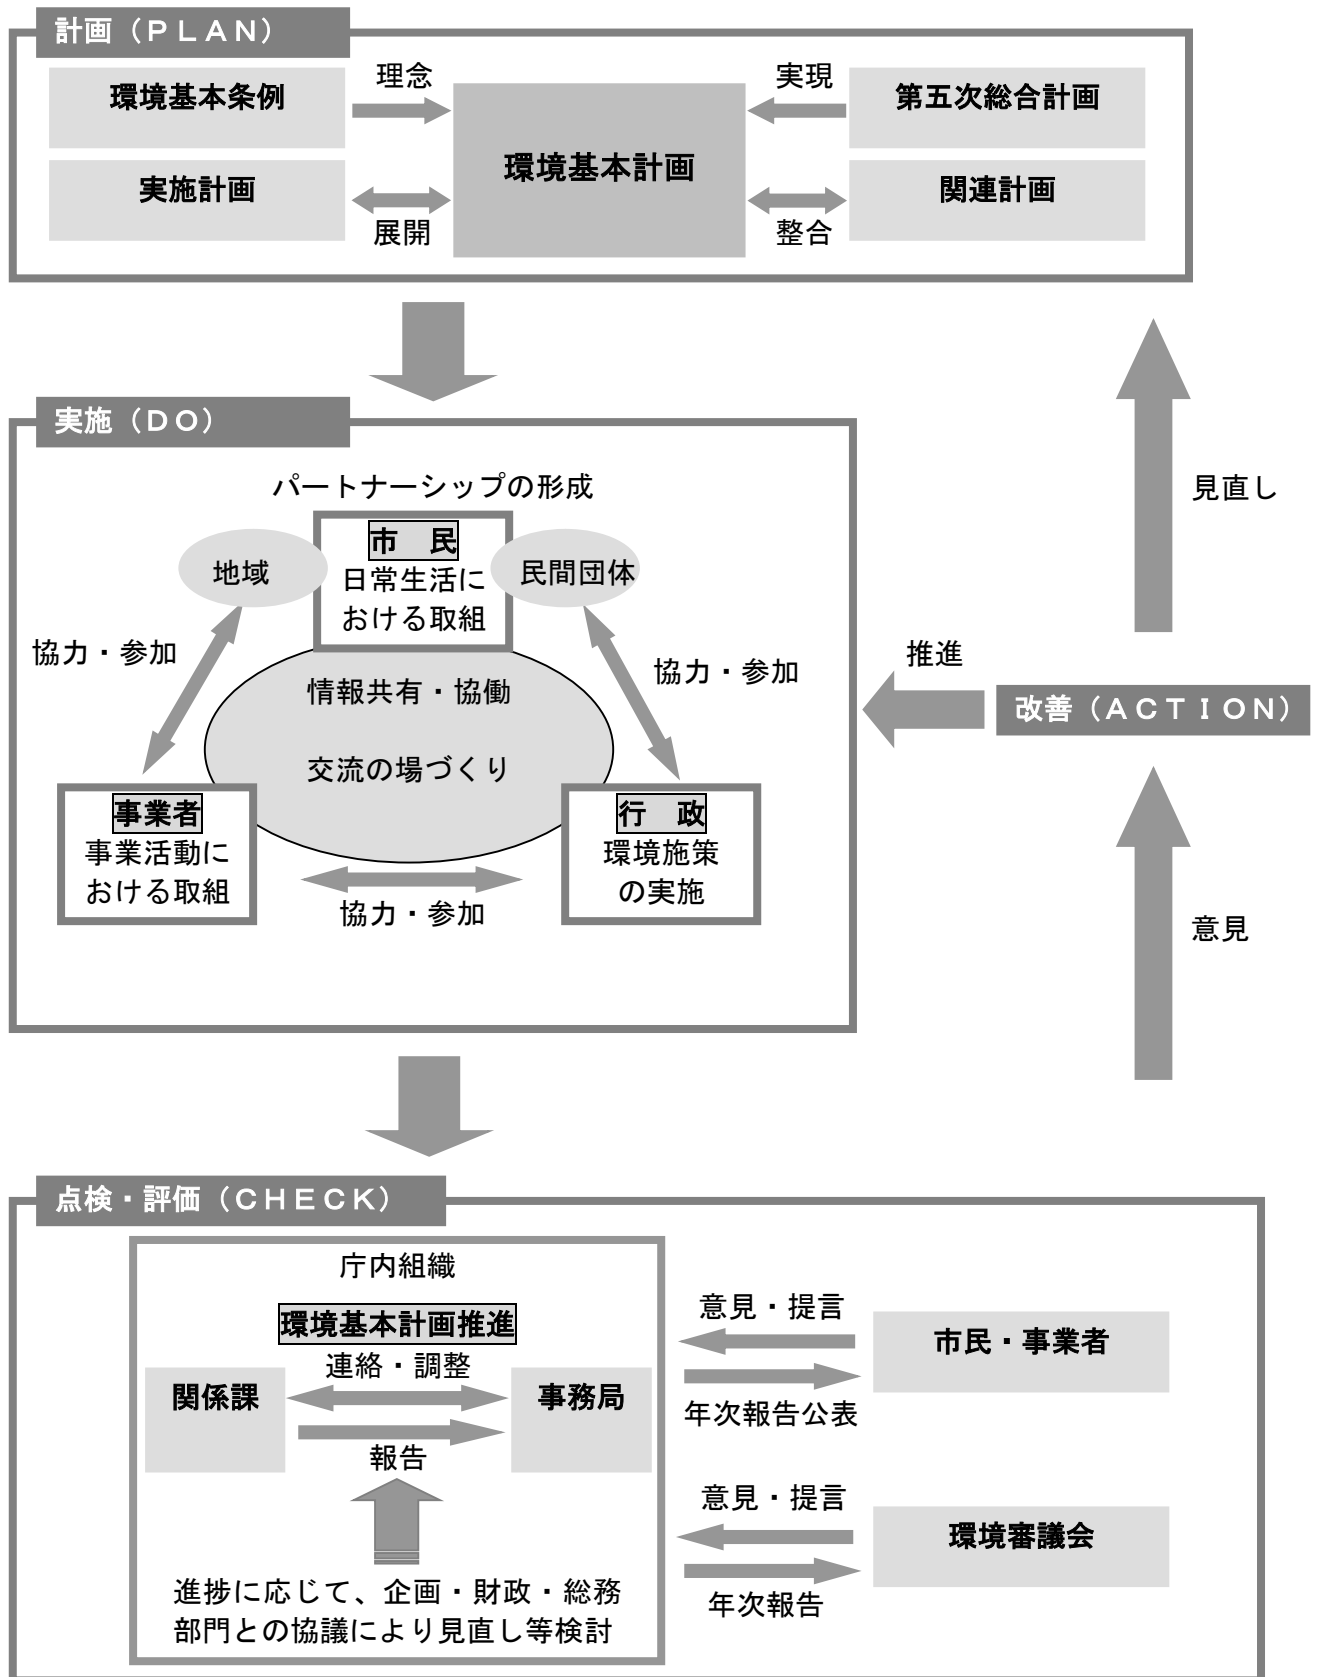 計画（ＰＬＡＮ）
環境基本条例
理念
環境基本計画
実現
第五次総合計画
実施計画
展開
整合
関連計画
実施（ＤＯ）
パートナーシップの形成
市　民
日常生活に
おける取組
地域
民間団体
協力・参加
協力・参加
情報共有・協働
交流の場づくり
事業者
事業活動に
おける取組
行　政
環境施策
の実施
協力・参加
見直し
推進
改善（ＡＣＴＩＯＮ）
意見
点検・評価（ＣＨＥＣＫ）
庁内組織
環境基本計画推進
連絡・調整
関係課
事務局
報告
進捗に応じて、企画・財政・総務
部門との協議により見直し等検討
意見・提言
市民・事業者
年次報告公表
意見・提言
環境審議会
年次報告